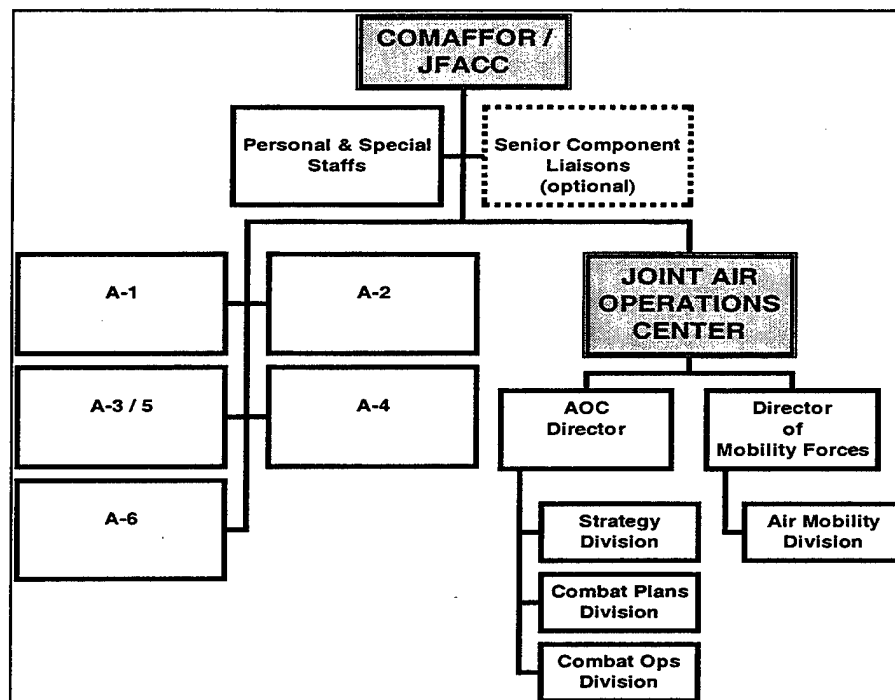 COMAFFOR /
JFACC
Personal & Special
Staffs
Senior Component
Liaisons
(optional)
A-1
A-2
JOINT AIR
OPERATIONS
CENTER
A-3 / 5
A-4
AOC
Director
Director
of
Mobility Forces
A-6
Strategy
Division
Air Mobility
Division
Combat Plans
Division
Combat Ops
Division